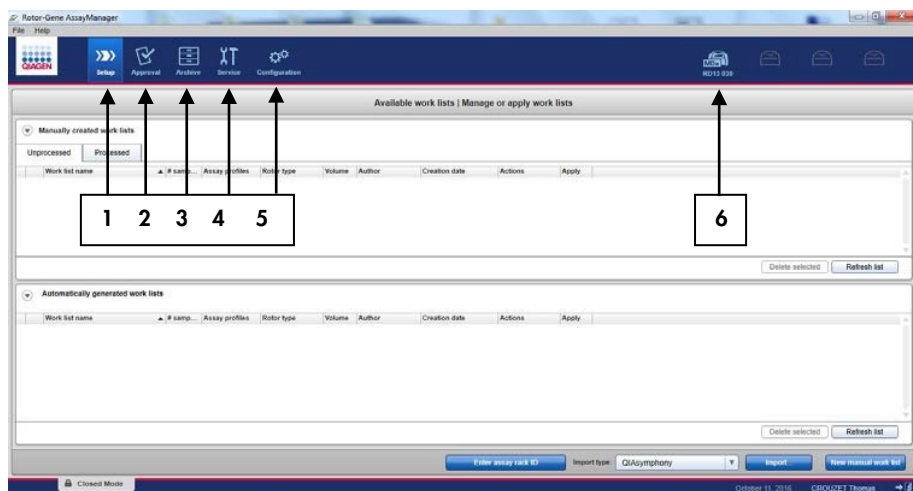 Rotor-Gene AssayManager
File Help
QIAGEN Setup Approval Archive Service Configuration
RD13 038
Available work lists | Manage or apply work lists
Manually created work lists
Unprocessed Processed
Work list name # samp... Assay profiles Rotor type Volume Author Creation date Actions Apply
1 2 3 4 5 6
Delete selected Refresh list
Automatically generated work lists
Work list name # samp... Assay profiles Rotor type Volume Author Creation date Actions Apply
Delete selected Refresh list
Enter assay rack ID Import type: QIAsymphony Import... New manual work list
Closed Mode October 11, 2016 CROUZET Thomas